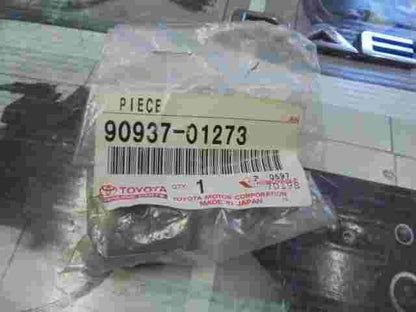 PIECE
90937-01273
TOYOTA QTY 1
TOYOTA MOTOR CORPORATION
MADE IN JAPAN